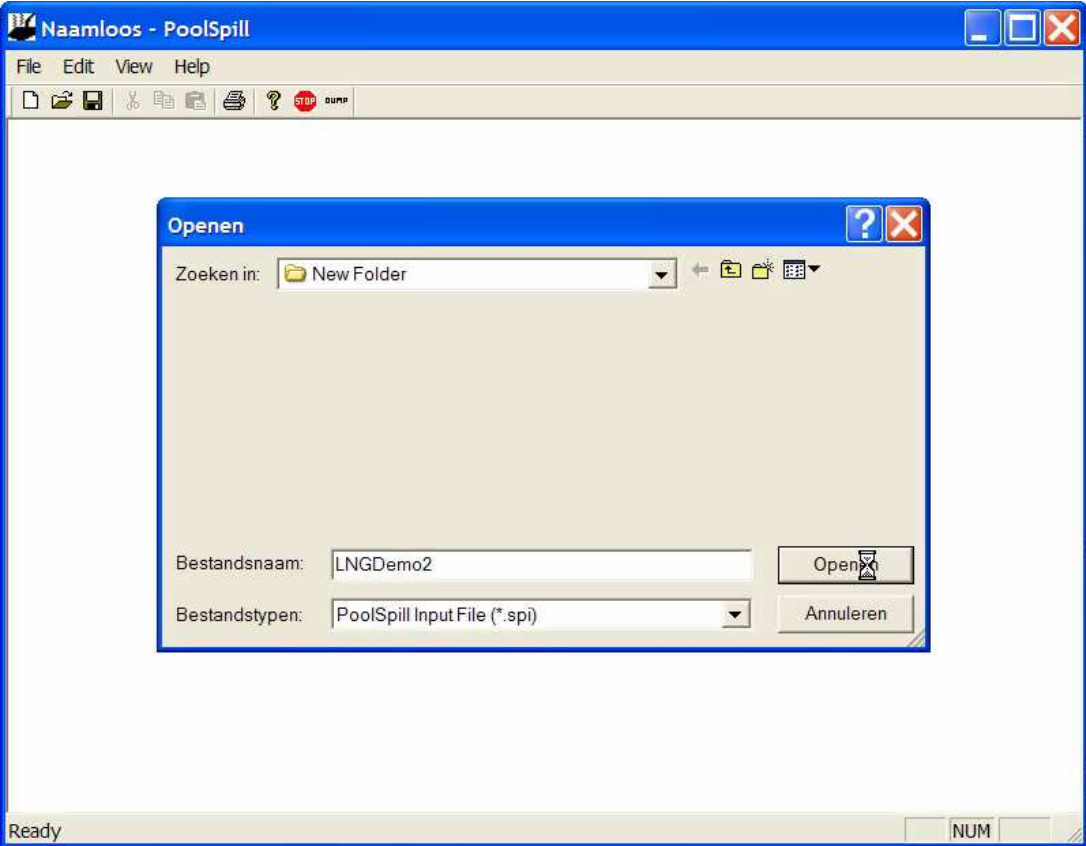 Naamloos - PoolSpill
File Edit View Help
STOP DUMP
Openen
Zoeken in: New Folder
Bestandsnaam: LNGDemo2 Openen
Bestandstypen: PoolSpill Input File (*.spi) Annuleren
Ready NUM